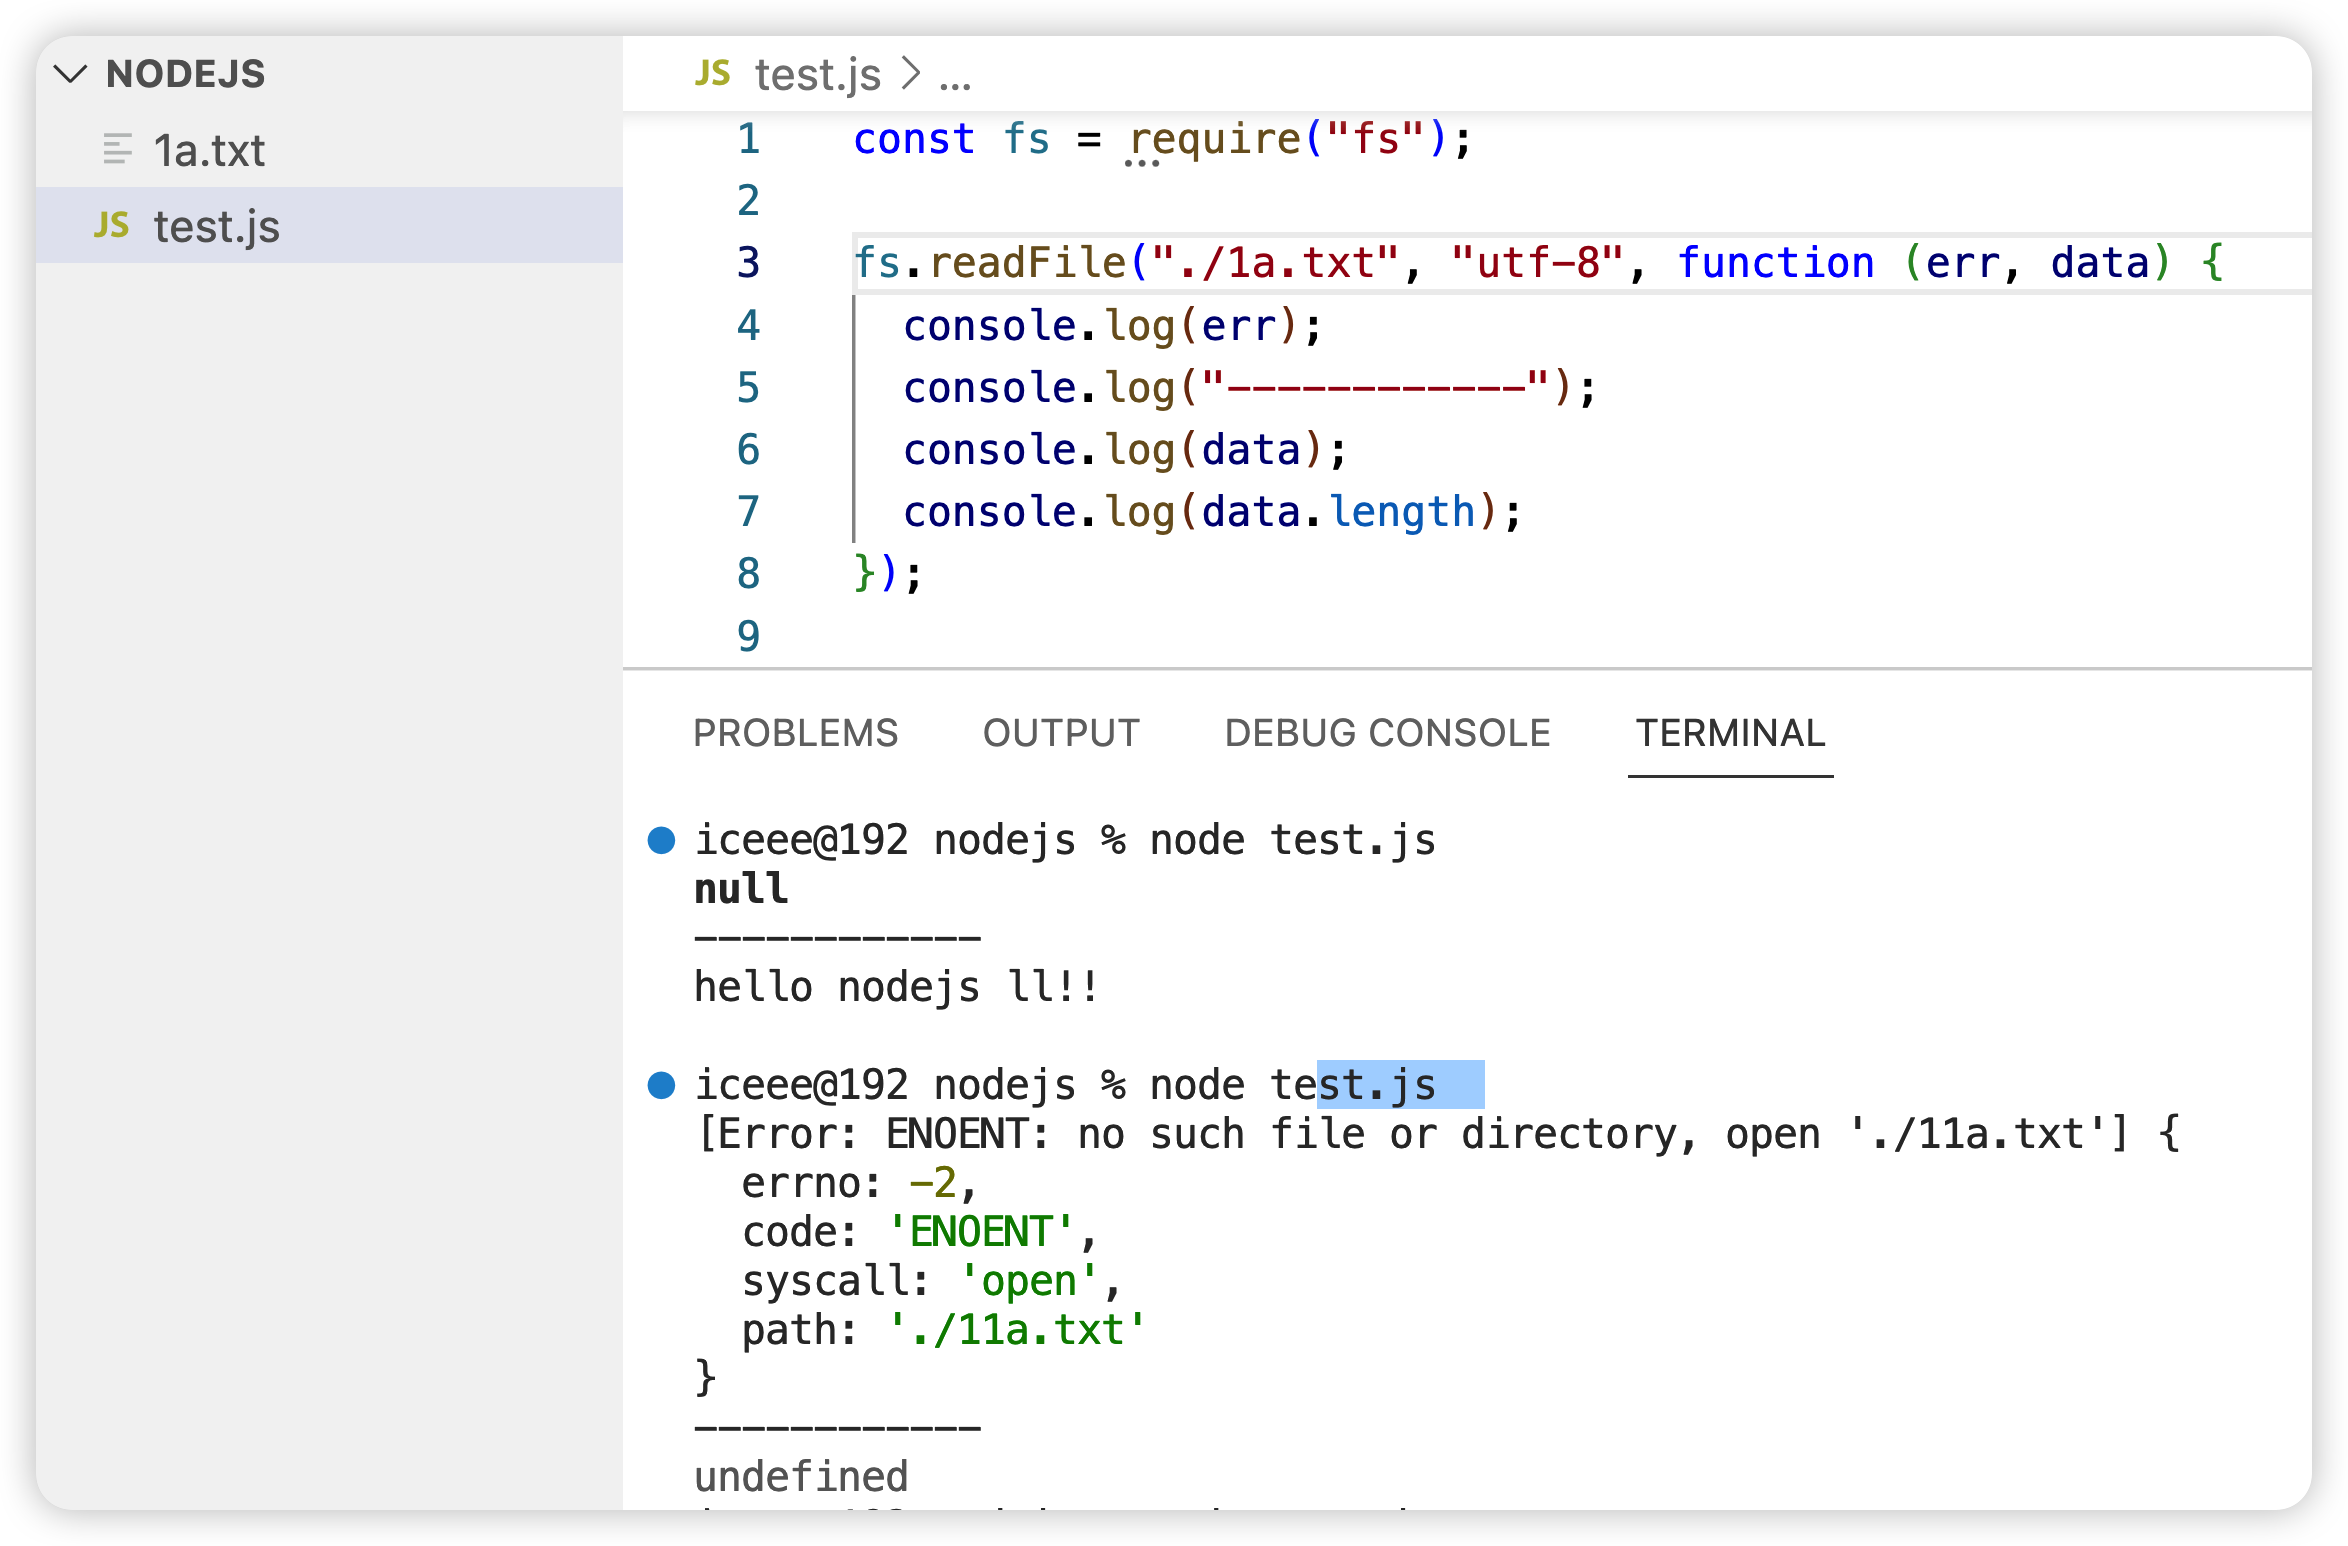 NODEJS
1a.txt
JS test.js
JS test.js > ...
1 const fs = require("fs");
2
3 fs.readFile("./1a.txt", "utf-8", function (err, data) {
4   console.log(err);
5   console.log("------------");
6   console.log(data);
7   console.log(data.length);
8 });
9
PROBLEMS OUTPUT DEBUG CONSOLE TERMINAL
iceee@192 nodejs % node test.js
null
------------
hello nodejs ll!!
iceee@192 nodejs % node test.js
[Error: ENOENT: no such file or directory, open './11a.txt'] {
  errno: -2,
  code: 'ENOENT',
  syscall: 'open',
  path: './11a.txt'
}
------------
undefined